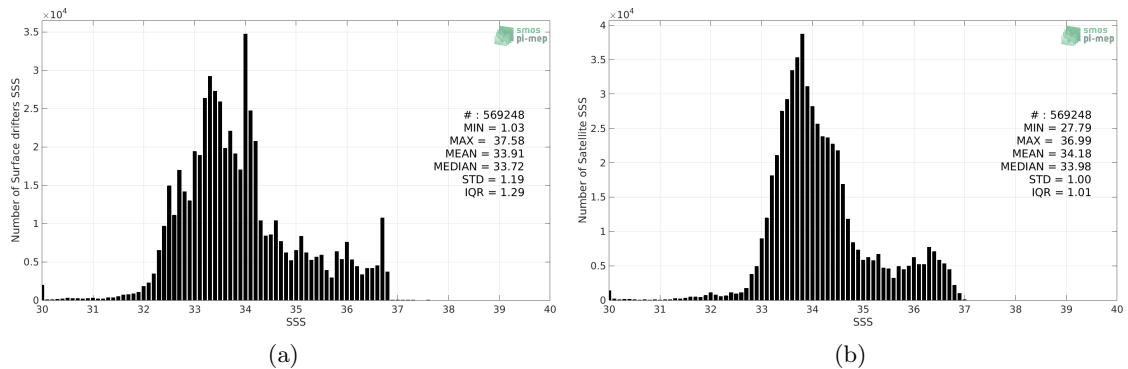 ×10⁴
3.5
3
2.5
2
1.5
1
0.5
0
Number of Surface drifters SSS
smos
pi-mep
# : 569248
MIN = 1.03
MAX = 37.58
MEAN = 33.91
MEDIAN = 33.72
STD = 1.19
IQR = 1.29
30 31 32 33 34 35 36 37 38 39 40
SSS
(a)
×10⁴
4
3.5
3
2.5
2
1.5
1
0.5
0
Number of Satellite SSS
smos
pi-mep
# : 569248
MIN = 27.79
MAX = 36.99
MEAN = 34.18
MEDIAN = 33.98
STD = 1.00
IQR = 1.01
30 31 32 33 34 35 36 37 38 39 40
SSS
(b)